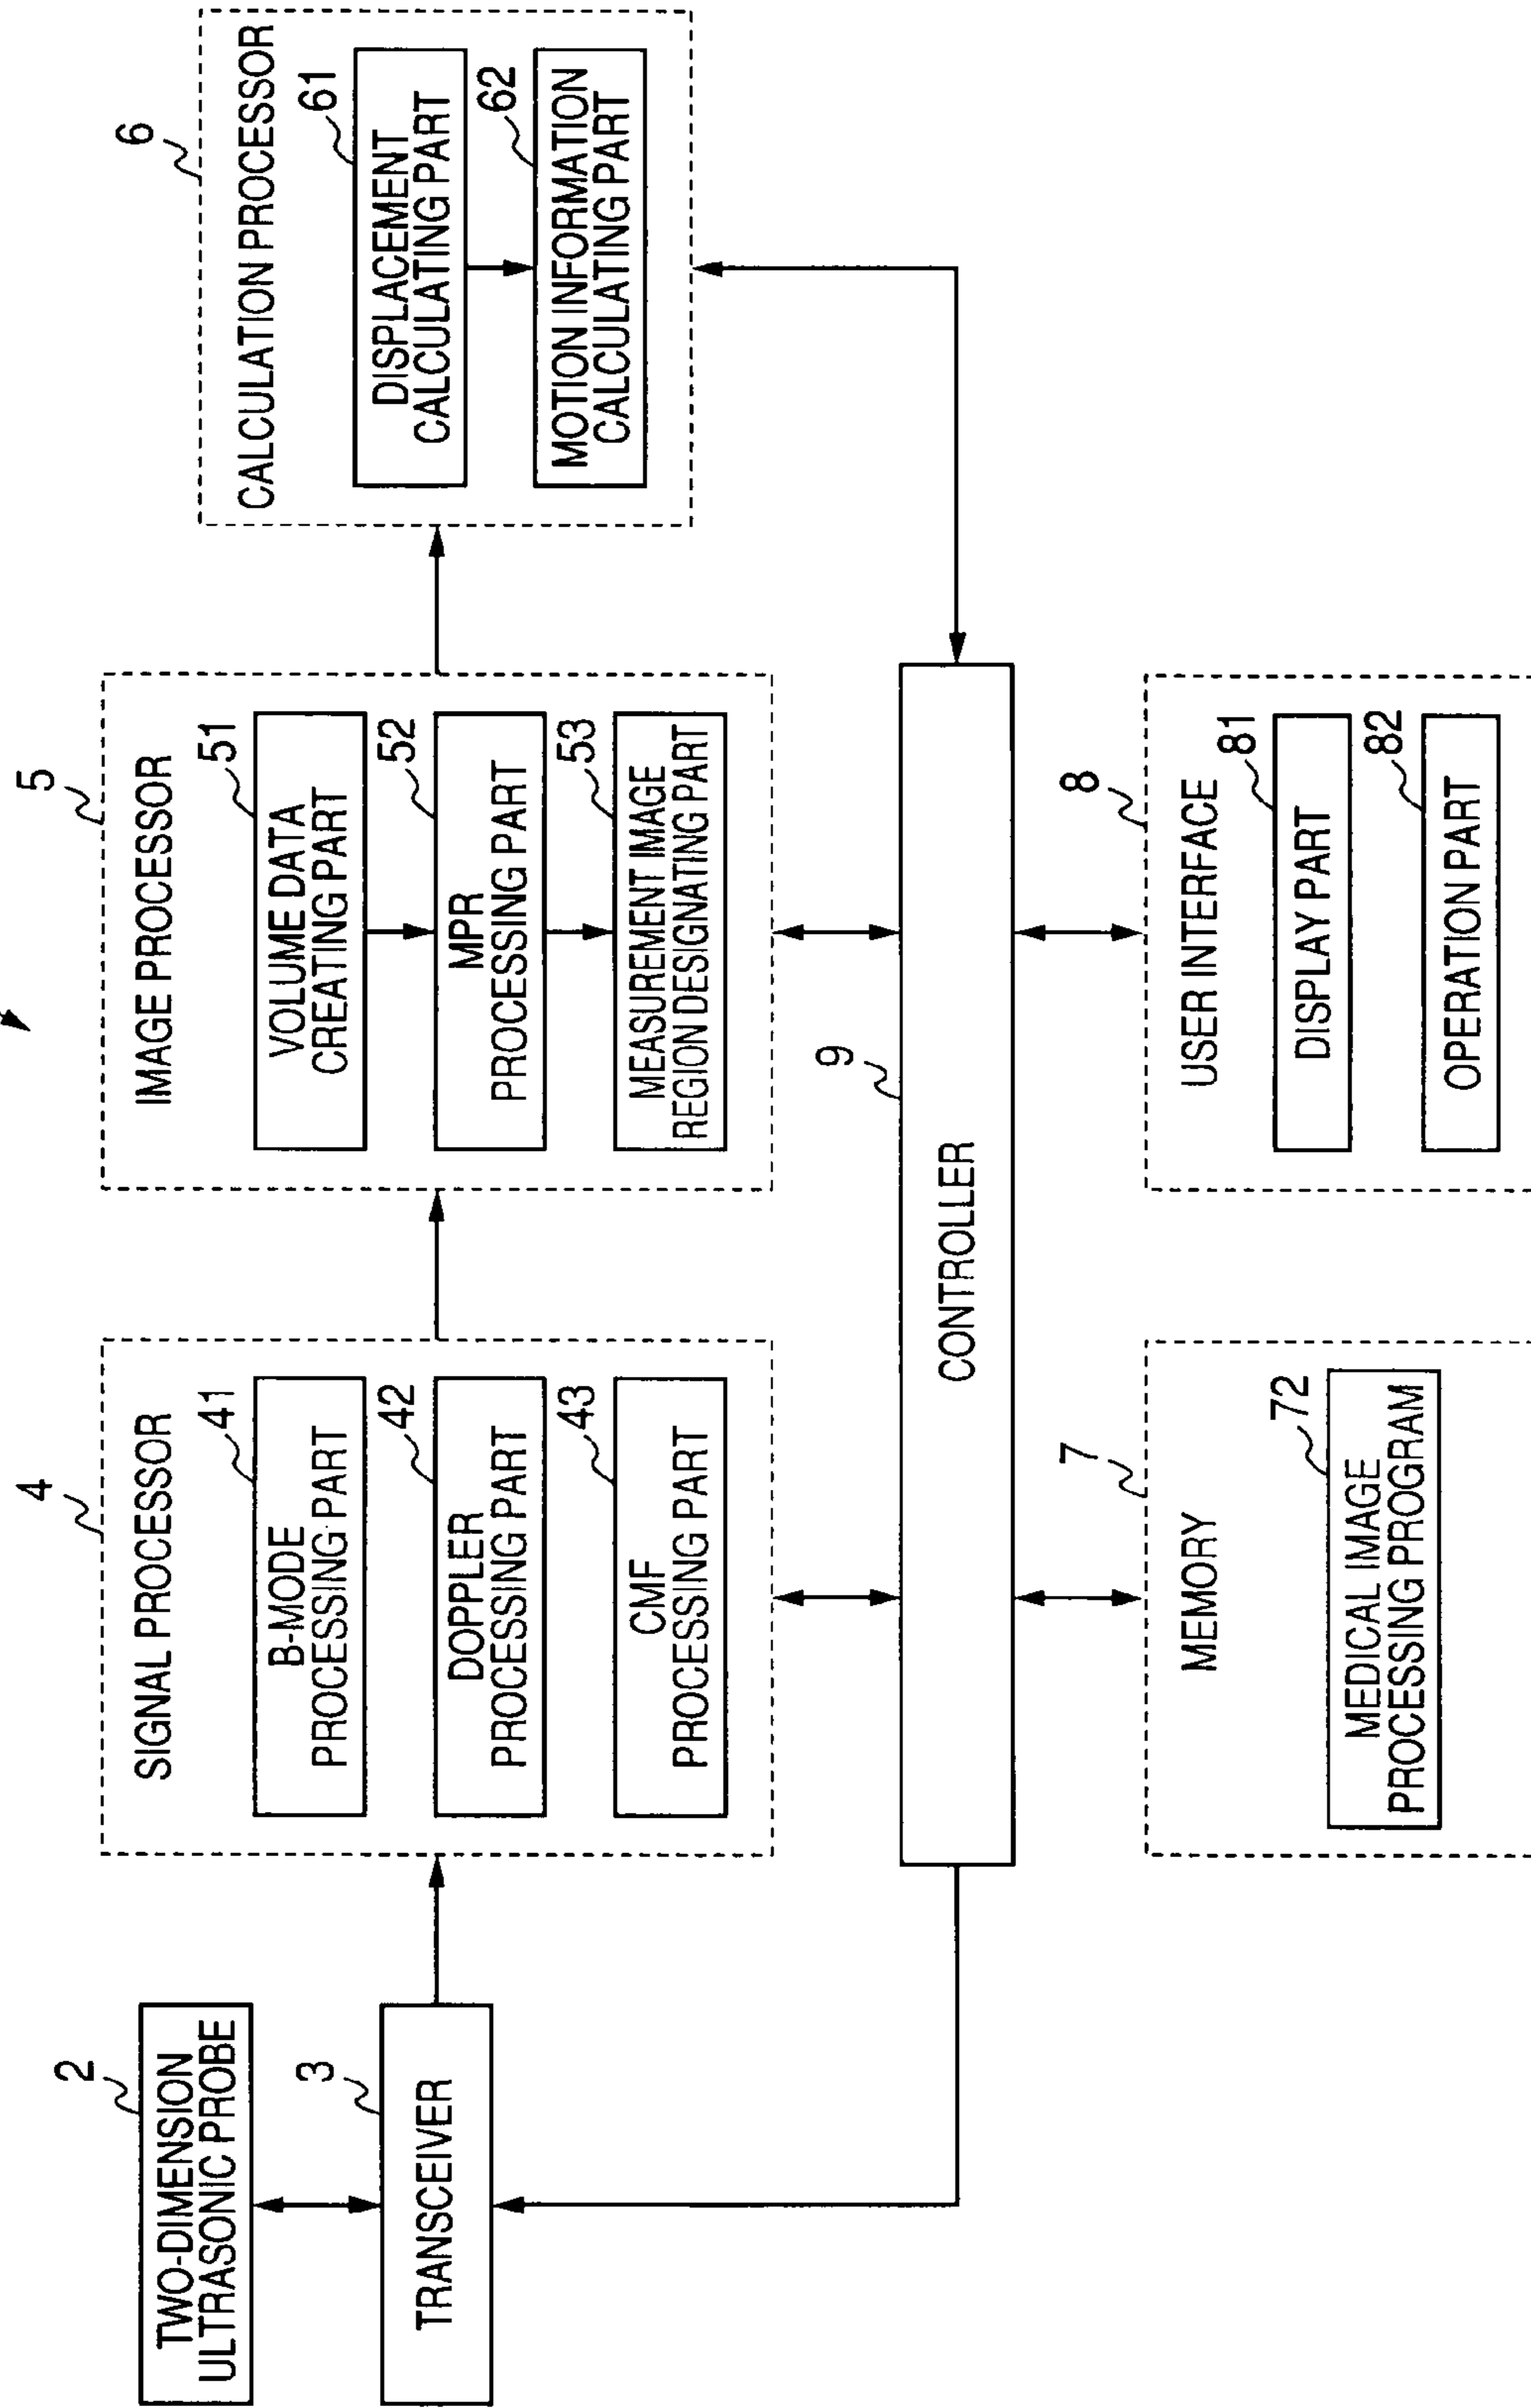 2
TWO-DIMENSION
ULTRASONIC PROBE
3
TRANSCEIVER
4
SIGNAL PROCESSOR
41
B-MODE
PROCESSING PART
42
DOPPLER
PROCESSING PART
43
CMF
PROCESSING PART
5
IMAGE PROCESSOR
51
VOLUME DATA
CREATING PART
52
MPR
PROCESSING PART
53
MEASUREMENT IMAGE
REGION DESIGNATING PART
6
CALCULATION PROCESSOR
61
DISPLACEMENT
CALCULATING PART
62
MOTION INFORMATION
CALCULATING PART
9
CONTROLLER
7
MEMORY
72
MEDICAL IMAGE
PROCESSING PROGRAM
8
USER INTERFACE
81
DISPLAY PART
82
OPERATION PART